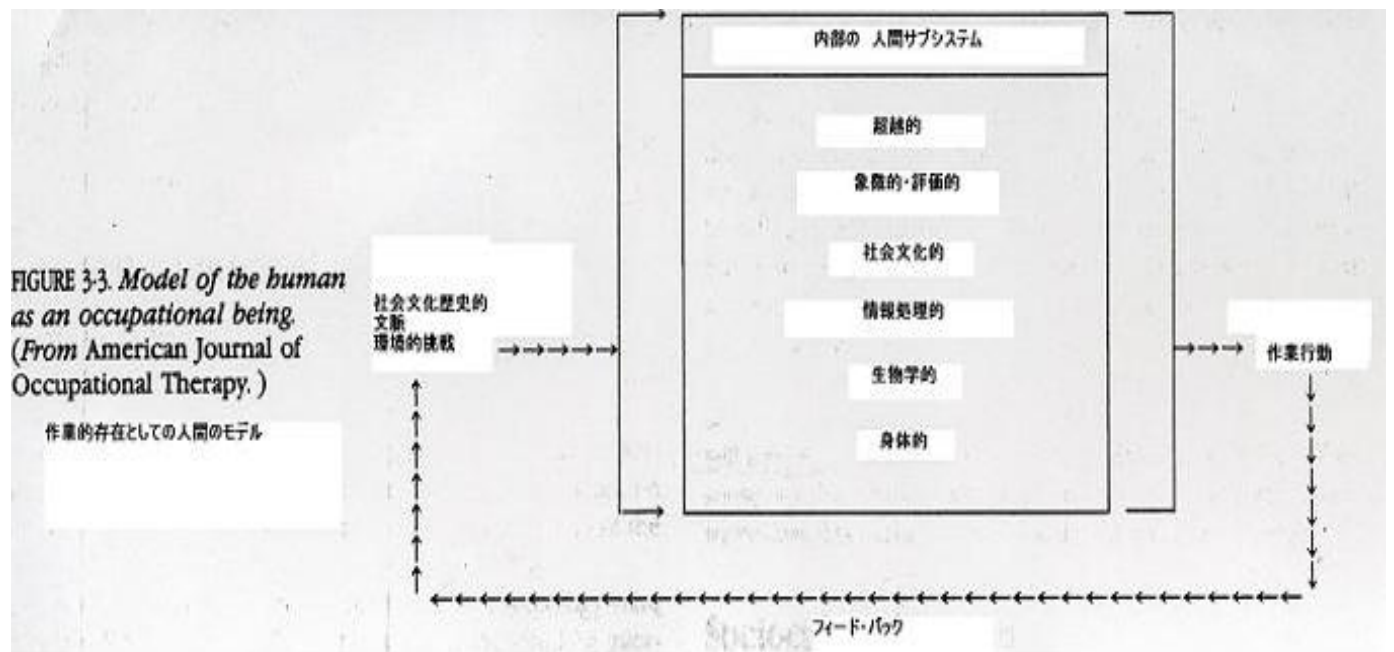 内部の 人間サブシステム
超越的
象徴的・評価的
社会文化的
情報処理的
生物学的
身体的
FIGURE 3-3. Model of the human
as an occupational being.
(From American Journal of
Occupational Therapy. )
作業的存在としての人間のモデル
社会文化歴史的
文脈
環境的挑戦
作業行動
フィード・バック